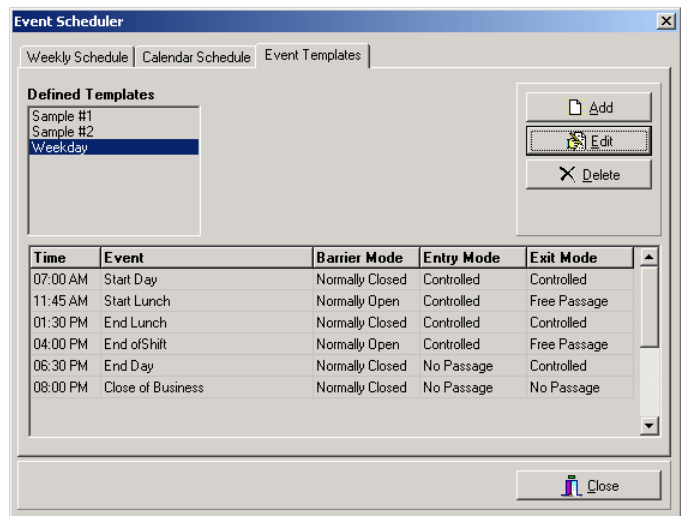 Event Scheduler
Weekly Schedule Calendar Schedule Event Templates
Defined Templates
Sample #1
Sample #2
Weekday
Add
Edit
Delete
Time Event Barrier Mode Entry Mode Exit Mode
07:00 AM Start Day Normally Closed Controlled Controlled
11:45 AM Start Lunch Normally Open Controlled Free Passage
01:30 PM End Lunch Normally Closed Controlled Controlled
04:00 PM End ofShift Normally Open Controlled Free Passage
06:30 PM End Day Normally Closed No Passage Controlled
08:00 PM Close of Business Normally Closed No Passage No Passage
Close